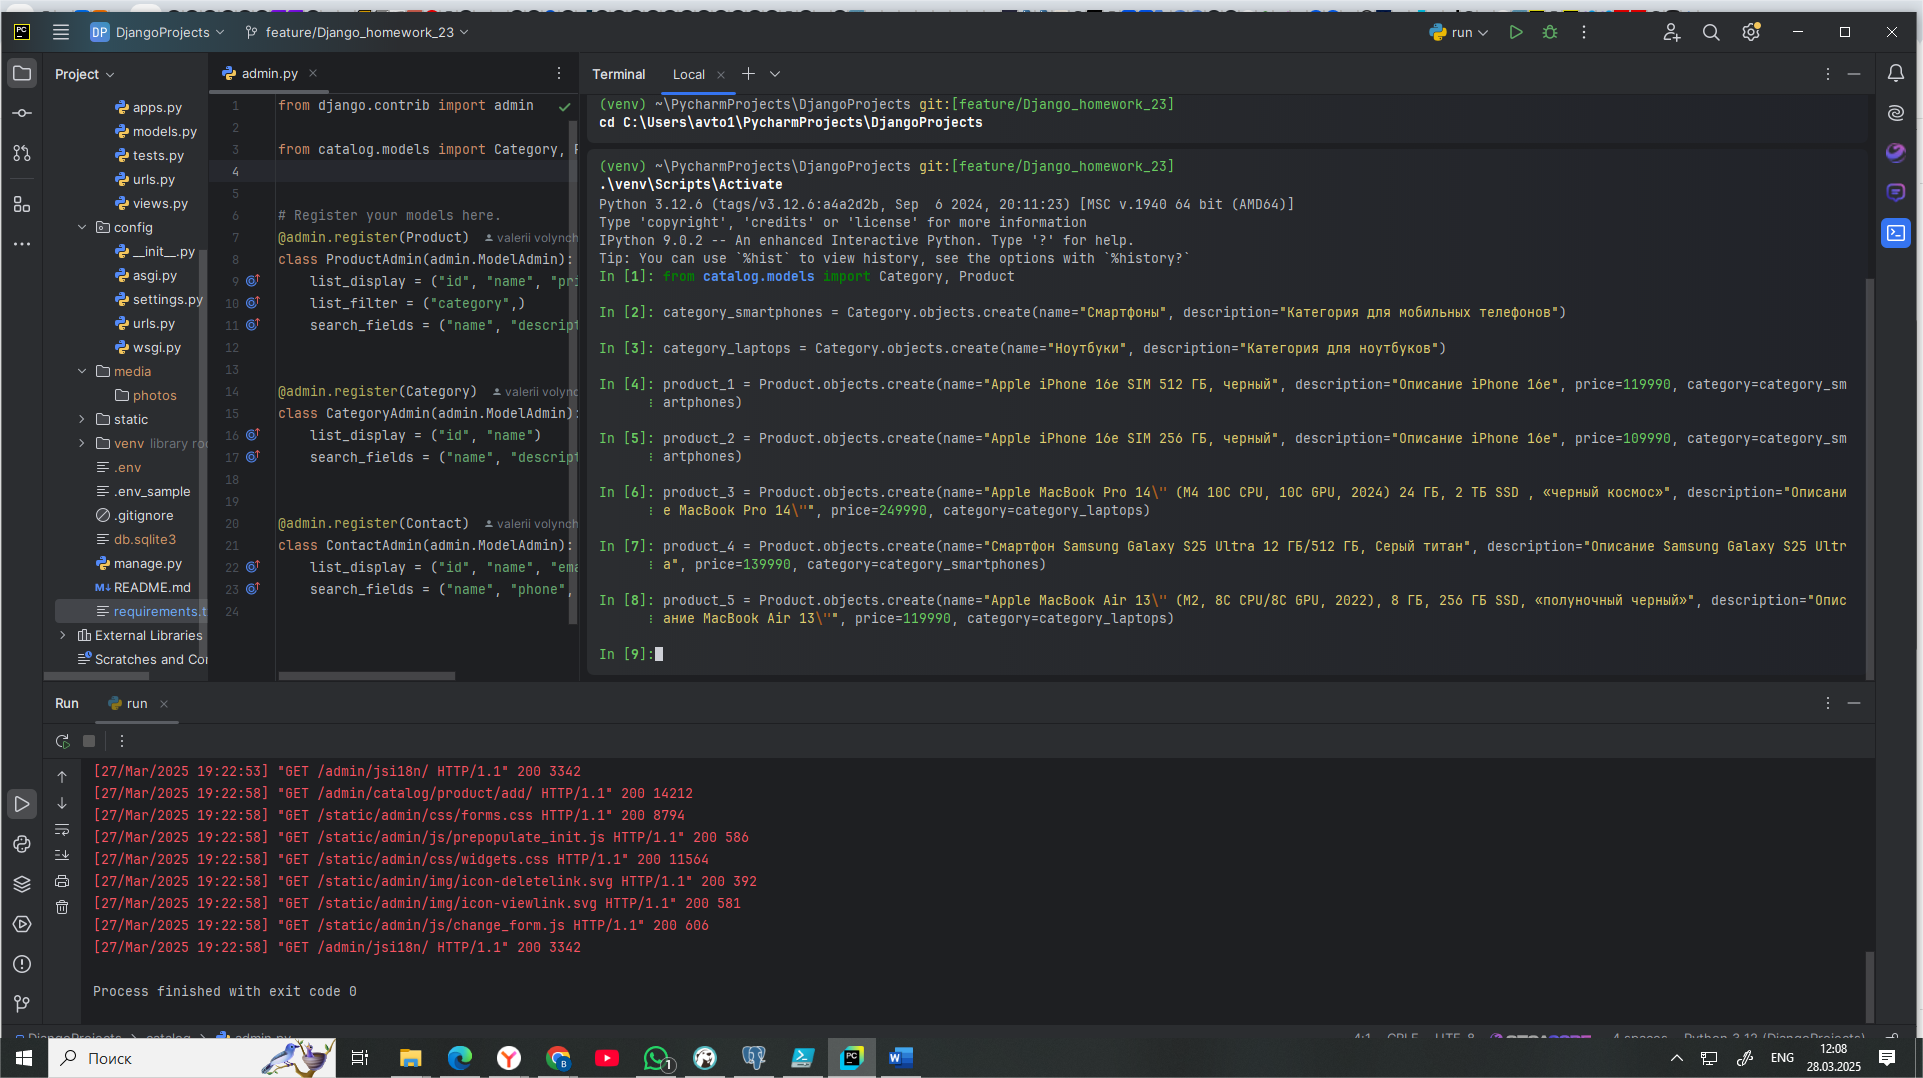 PC
DP DjangoProjects
feature/Django_homework_23
run
Project
apps.py
models.py
tests.py
urls.py
views.py
config
__init__.py
asgi.py
settings.py
urls.py
wsgi.py
media
photos
static
venv library
.env
.env_sample
.gitignore
db.sqlite3
manage.py
README.md
requirements.t
External Libraries
Scratches and
admin.py
1 from django.contrib import admin
2
3 from catalog.models import Category,
4
5
6 # Register your models here.
7 @admin.register(Product) valerii volynch
8 class ProductAdmin(admin.ModelAdmin):
9 list_display = ("id", "name", "pri
10 list_filter = ("category",)
11 search_fields = ("name", "descript
12
13
14 @admin.register(Category) valerii volync
15 class CategoryAdmin(admin.ModelAdmin):
16 list_display = ("id", "name")
17 search_fields = ("name", "descript
18
19
20 @admin.register(Contact) valerii volynch
21 class ContactAdmin(admin.ModelAdmin):
22 list_display = ("id", "name", "ema
23 search_fields = ("name", "phone",
24
Terminal
Local
(venv) ~\PycharmProjects\DjangoProjects git:[feature/Django_homework_23]
cd C:\Users\avto1\PycharmProjects\DjangoProjects
(venv) ~\PycharmProjects\DjangoProjects git:[feature/Django_homework_23]
.\venv\Scripts\Activate
Python 3.12.6 (tags/v3.12.6:a4a2d2b, Sep  6 2024, 20:11:23) [MSC v.1940 64 bit (AMD64)]
Type 'copyright', 'credits' or 'license' for more information
IPython 9.0.2 -- An enhanced Interactive Python. Type '?' for help.
Tip: You can use `%hist` to view history, see the options with `%history?`
In [1]: from catalog.models import Category, Product
In [2]: category_smartphones = Category.objects.create(name="Смартфоны", description="Категория для мобильных телефонов")
In [3]: category_laptops = Category.objects.create(name="Ноутбуки", description="Категория для ноутбуков")
In [4]: product_1 = Product.objects.create(name="Apple iPhone 16e SIM 512 ГБ, черный", description="Описание iPhone 16e", price=119990, category=category_sm
: artphones)
In [5]: product_2 = Product.objects.create(name="Apple iPhone 16e SIM 256 ГБ, черный", description="Описание iPhone 16e", price=109990, category=category_sm
: artphones)
In [6]: product_3 = Product.objects.create(name="Apple MacBook Pro 14\" (M4 10C CPU, 10C GPU, 2024) 24 ГБ, 2 ТБ SSD , «черный космос»", description="Описани
: е MacBook Pro 14\"", price=249990, category=category_laptops)
In [7]: product_4 = Product.objects.create(name="Смартфон Samsung Galaxy S25 Ultra 12 ГБ/512 ГБ, Серый титан", description="Описание Samsung Galaxy S25 Ultr
: a", price=139990, category=category_smartphones)
In [8]: product_5 = Product.objects.create(name="Apple MacBook Air 13\" (M2, 8C CPU/8C GPU, 2022), 8 ГБ, 256 ГБ SSD, «полуночный черный»", description="Опис
: ание MacBook Air 13\"", price=119990, category=category_laptops)
In [9]:
Run
run
[27/Mar/2025 19:22:53] "GET /admin/jsi18n/ HTTP/1.1" 200 3342
[27/Mar/2025 19:22:58] "GET /admin/catalog/product/add/ HTTP/1.1" 200 14212
[27/Mar/2025 19:22:58] "GET /static/admin/css/forms.css HTTP/1.1" 200 8794
[27/Mar/2025 19:22:58] "GET /static/admin/js/prepopulate_init.js HTTP/1.1" 200 586
[27/Mar/2025 19:22:58] "GET /static/admin/css/widgets.css HTTP/1.1" 200 11564
[27/Mar/2025 19:22:58] "GET /static/admin/img/icon-deletelink.svg HTTP/1.1" 200 392
[27/Mar/2025 19:22:58] "GET /static/admin/img/icon-viewlink.svg HTTP/1.1" 200 581
[27/Mar/2025 19:22:58] "GET /static/admin/js/change_form.js HTTP/1.1" 200 606
[27/Mar/2025 19:22:58] "GET /admin/jsi18n/ HTTP/1.1" 200 3342
Process finished with exit code 0
Поиск
ENG
12:08
28.03.2025